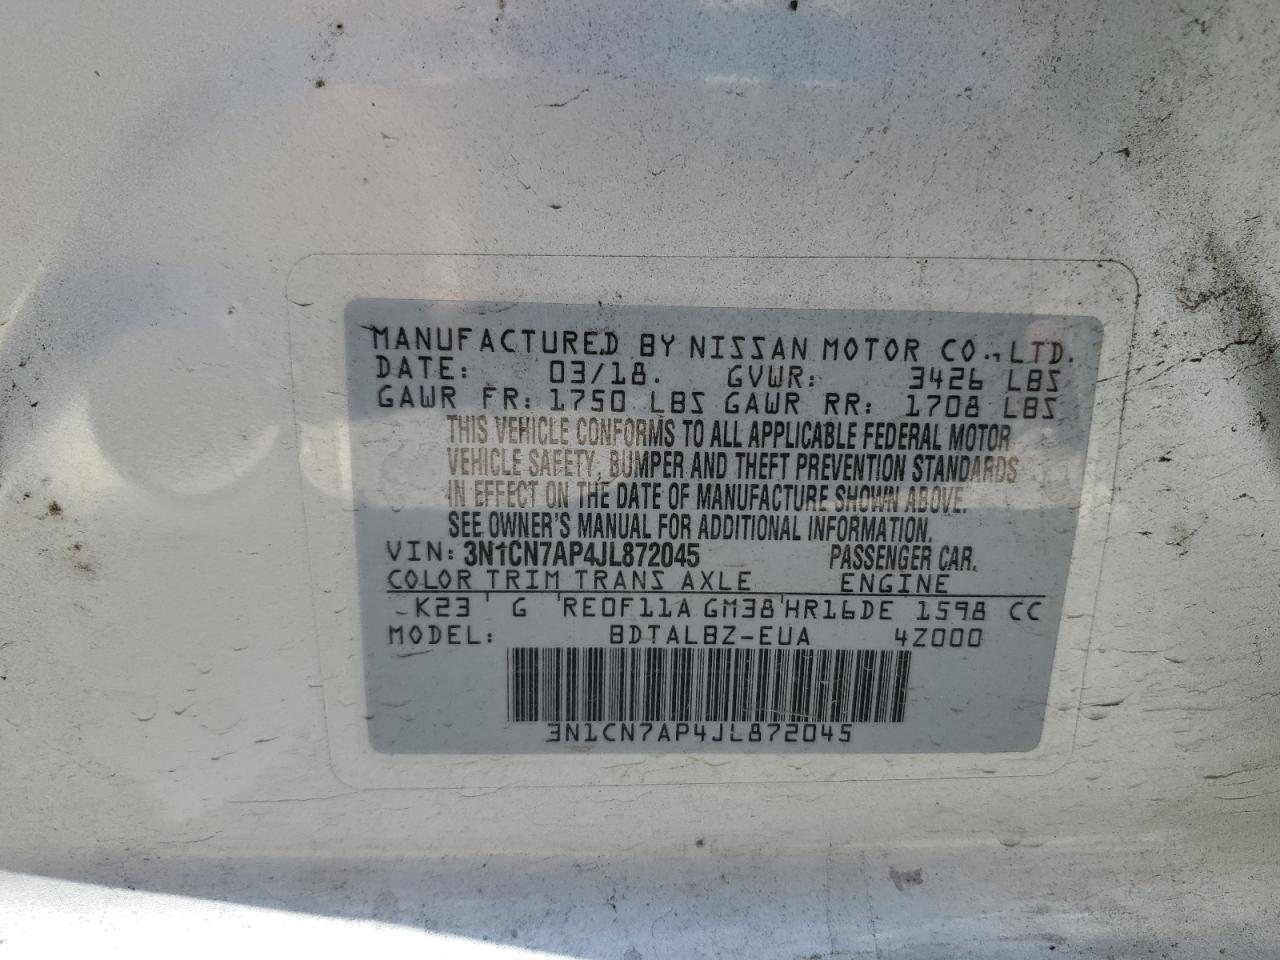 MANUFACTURED BY NISSAN MOTOR CO., LTD.
DATE: 03/18. GVWR: 3426 LBS
GAWR FR: 1750 LBS GAWR RR: 1708 LBS
THIS VEHICLE CONFORMS TO ALL APPLICABLE FEDERAL MOTOR
VEHICLE SAFETY, BUMPER AND THEFT PREVENTION STANDARDS
IN EFFECT ON THE DATE OF MANUFACTURE SHOWN ABOVE.
SEE OWNER'S MANUAL FOR ADDITIONAL INFORMATION.
VIN: 3N1CN7AP4JL872045 PASSENGER CAR.
COLOR TRIM TRANS AXLE ENGINE
K23 G RE0F11A GM38 HR16DE 1598 CC
MODEL: BDTALBZ-EUA 4Z000
3N1CN7AP4JL872045